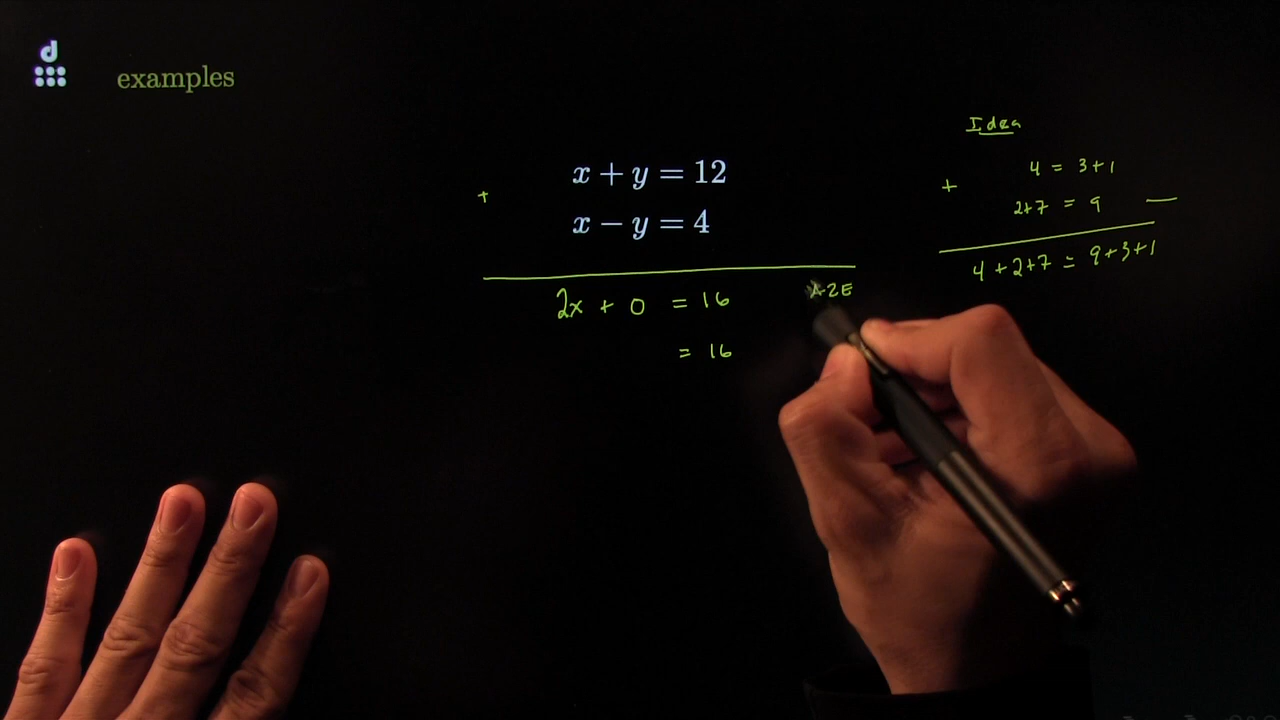 d
examples
x + y = 12
+
x − y = 4
2x + 0 = 16
= 16
Idea
4 = 3+1
+
2+7 = 9
4+2+7 = 9+3+1